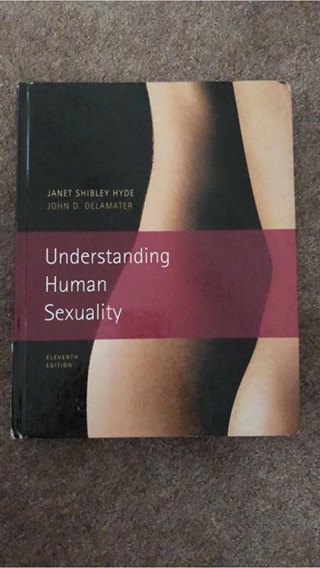 JANET SHIBLEY HYDE
JOHN D. DELAMATER
Understanding
Human
Sexuality
ELEVENTH
EDITION